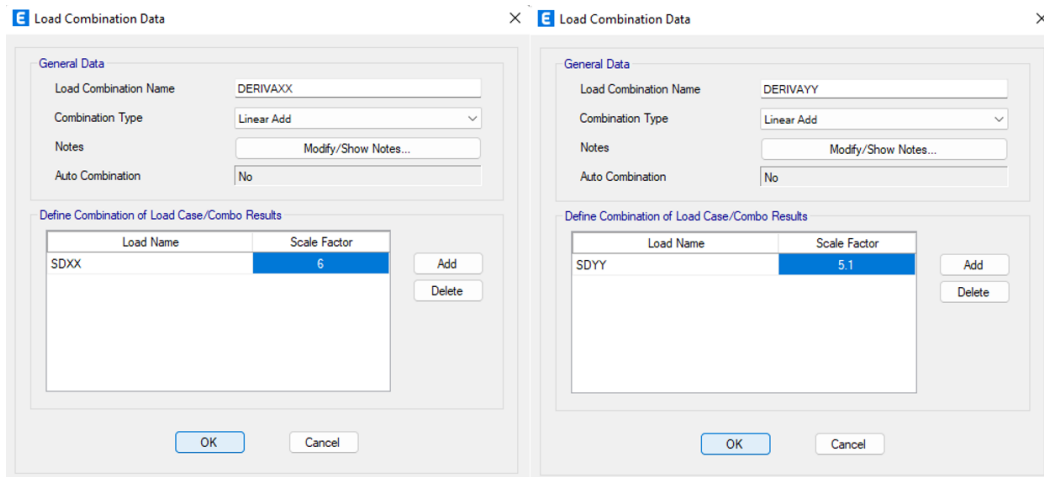 E Load Combination Data
General Data
Load Combination Name DERIVAXX
Combination Type Linear Add
Notes Modify/Show Notes...
Auto Combination No
Define Combination of Load Case/Combo Results
Load Name Scale Factor
SDXX 6
Add
Delete
OK Cancel
E Load Combination Data
General Data
Load Combination Name DERIVAYY
Combination Type Linear Add
Notes Modify/Show Notes...
Auto Combination No
Define Combination of Load Case/Combo Results
Load Name Scale Factor
SDYY 5.1
Add
Delete
OK Cancel